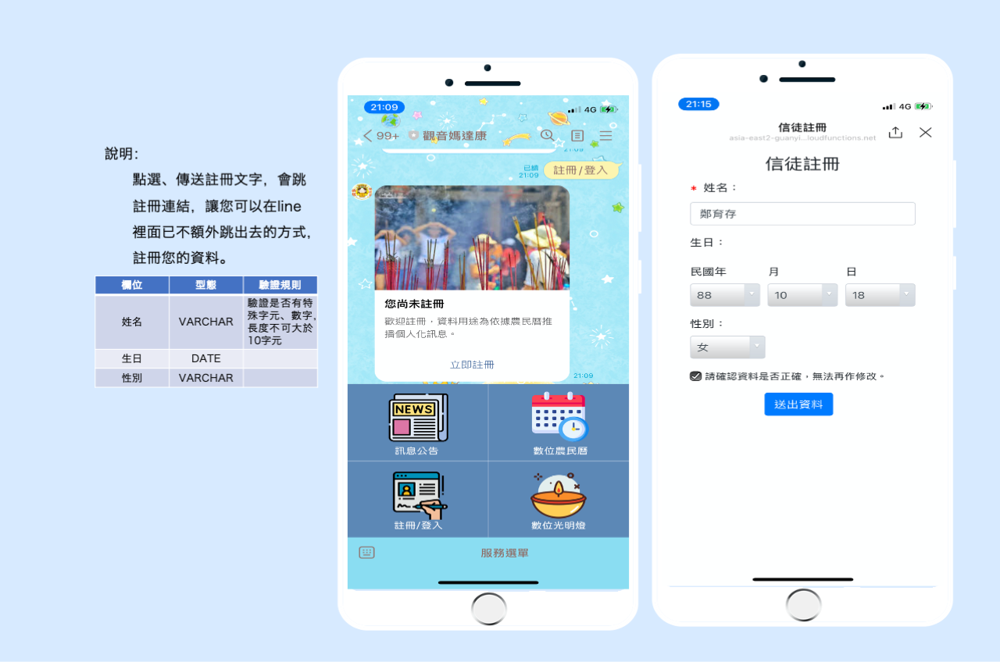 說明:
點選、傳送註冊文字，會跳
註冊連結，讓您可以在line
裡面已不額外跳出去的方式，
註冊您的資料。
欄位 型態 驗證規則
姓名 VARCHAR 驗證是否有特
殊字元、數字,
長度不可大於
10字元
生日 DATE
性別 VARCHAR
21:09
4G
99+ 觀音媽達康
21:09
已讀
21:09
註冊/登入
您尚未註冊
歡迎註冊，資料用途為依據農民曆推
播個人化訊息。
立即註冊
21:09
NEWS
訊息公告
數位農民曆
註冊/登入
數位光明燈
服務選單
21:15
4G
信徒註冊
asia-east2-guanyi...loudfunctions.net
信徒註冊
* 姓名：
鄭育存
生日：
民國年 月 日
88 10 18
性別：
女
請確認資料是否正確，無法再作修改。
送出資料